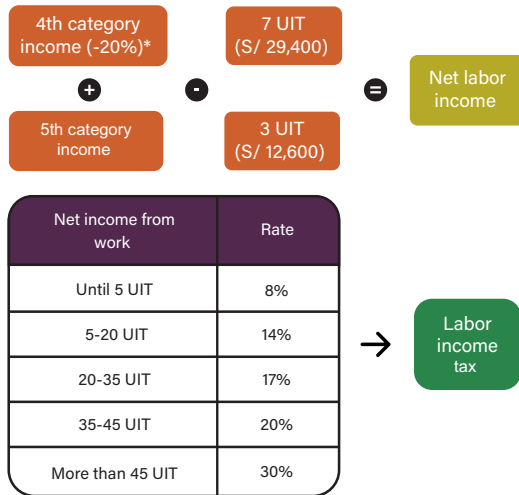 4th category
income (-20%)*
7 UIT
(S/ 29,400)
+
-
=
Net labor
income
5th category
income
3 UIT
(S/ 12,600)
Net income from
work
Rate
Until 5 UIT
8%
5-20 UIT
14%
20-35 UIT
17%
35-45 UIT
20%
More than 45 UIT
30%
Labor
income
tax